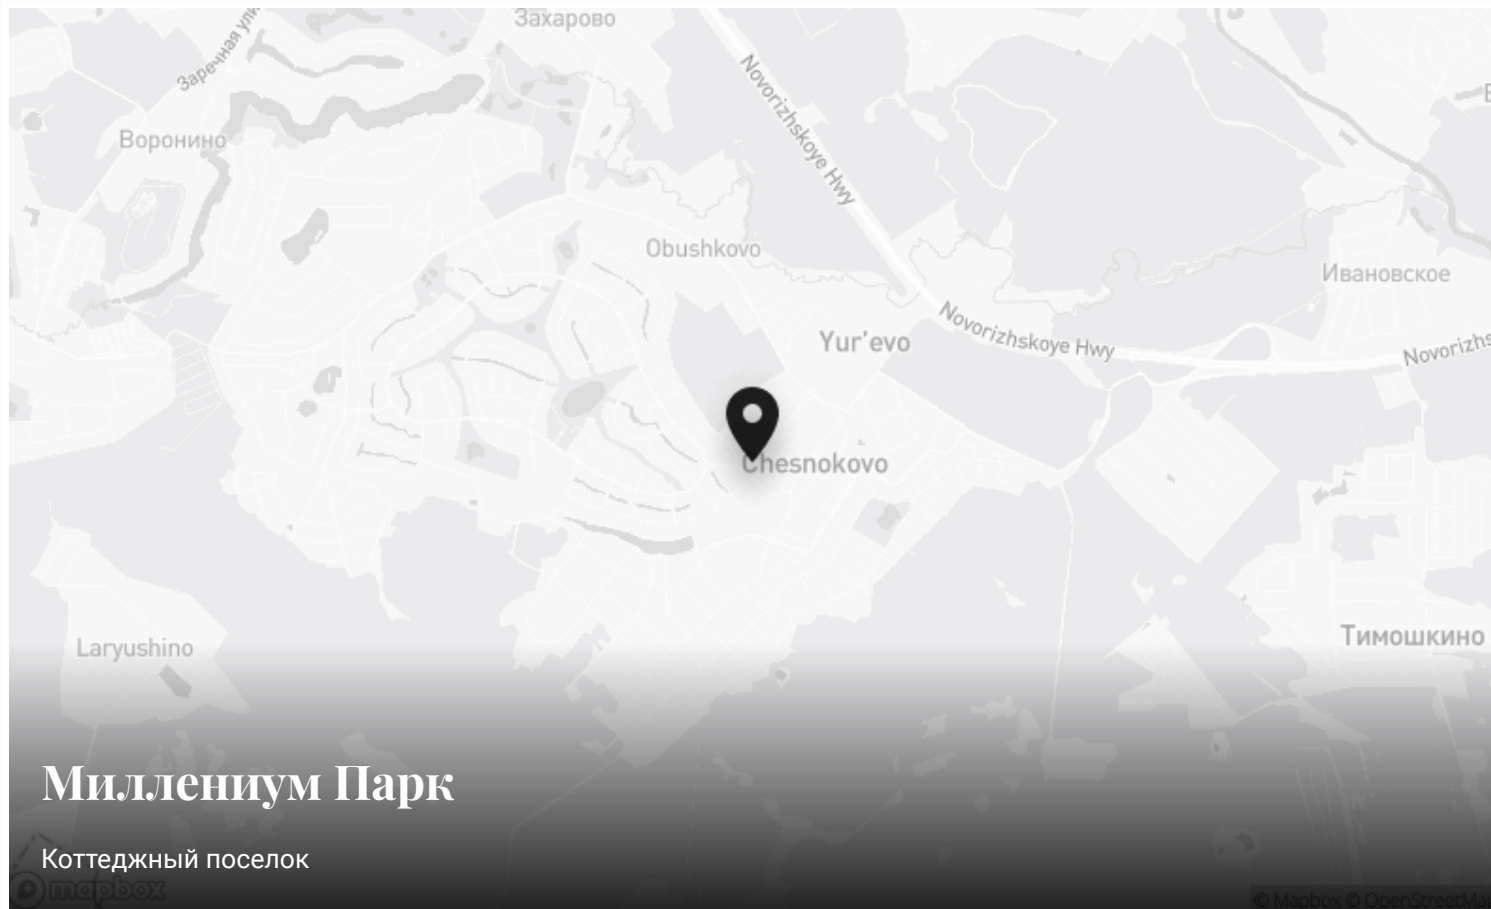 Захарово
Заречная ули
Novorizhskoye Hwy
Воронино
Obushkovo
Ивановское
Novorizhskoye Hwy
Yur'evo
Novorizhs
Chesnokovo
Тимошкино
Laryushino
Миллениум Парк
Коттеджный поселок
mapbox
© Mapbox © OpenStreetMap